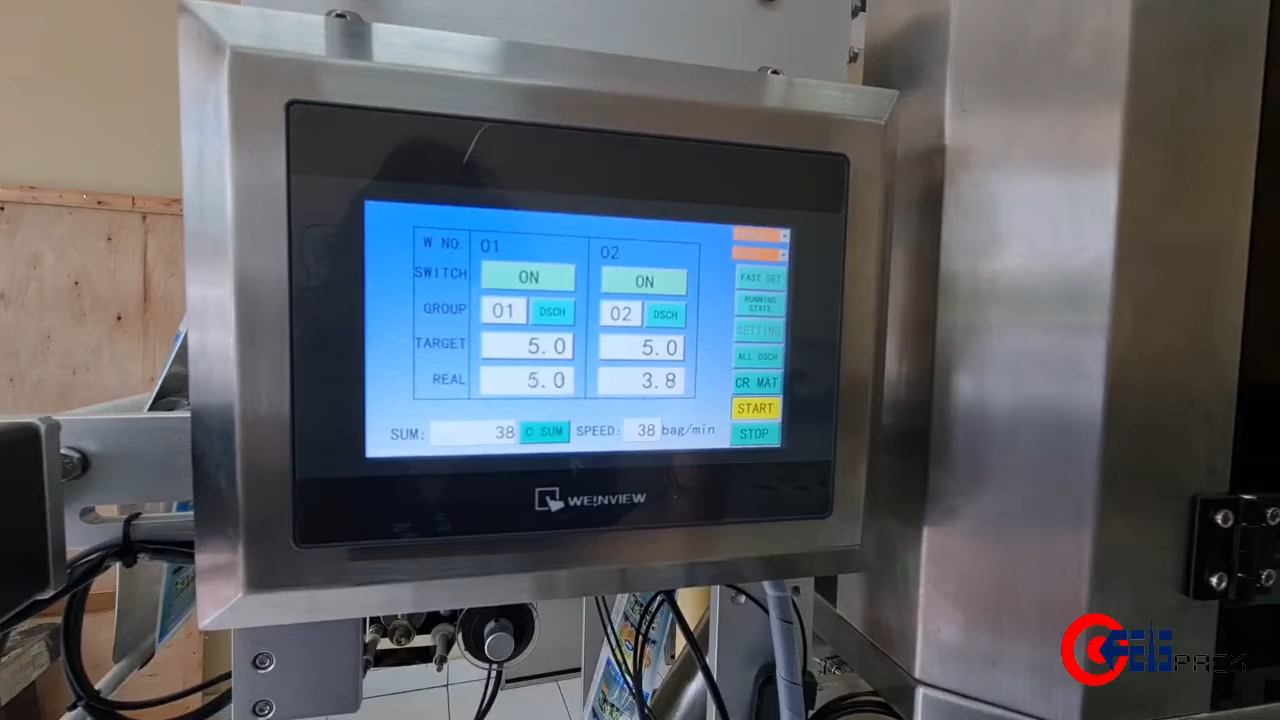 W NO. 01 02
SWITCH ON ON
GROUP 01 DSCH 02 DSCH
TARGET 5.0 5.0
REAL 5.0 3.8
SUM: 38 C SUM SPEED: 38 bag/min
FAST SET
RUNNING
STATE
SETTING
ALL DSCH
CR MAT
START
STOP
WEINVIEW